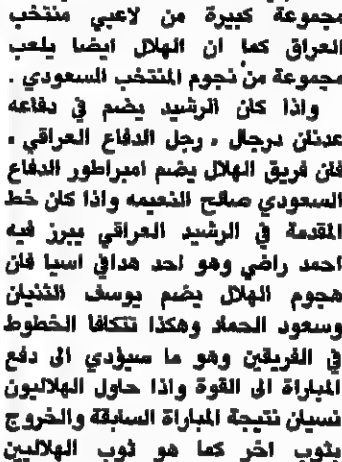 مجموعة كبيرة من لاعبي منتخب
العراق كما ان الهلال ايضا يلعب
مجموعة من نجوم المنتخب السعودي .
واذا كان الرشيد يضم في دفاعه
عدنان درجال ، رجل الدفاع العراقي ،
فان فريق الهلال يضم امبراطور الدفاع
السعودي صالح النعيمه واذا كان خط
المقدمة في الرشيد العراقي يبرز فيه
احمد راضي وهو احد هدافي اسيا فان
هجوم الهلال يضم يوسف الثنيان
وسعود الحماد وهكذا تتكافا الخطوط
في الفريقين وهو ما سيؤدي الى دفع
المباراة الى القوة واذا حاول الهلاليون
نسيان نتيجة المباراة السابقة والخروج
بثوب اخر كما هو ثوب الهلاليين